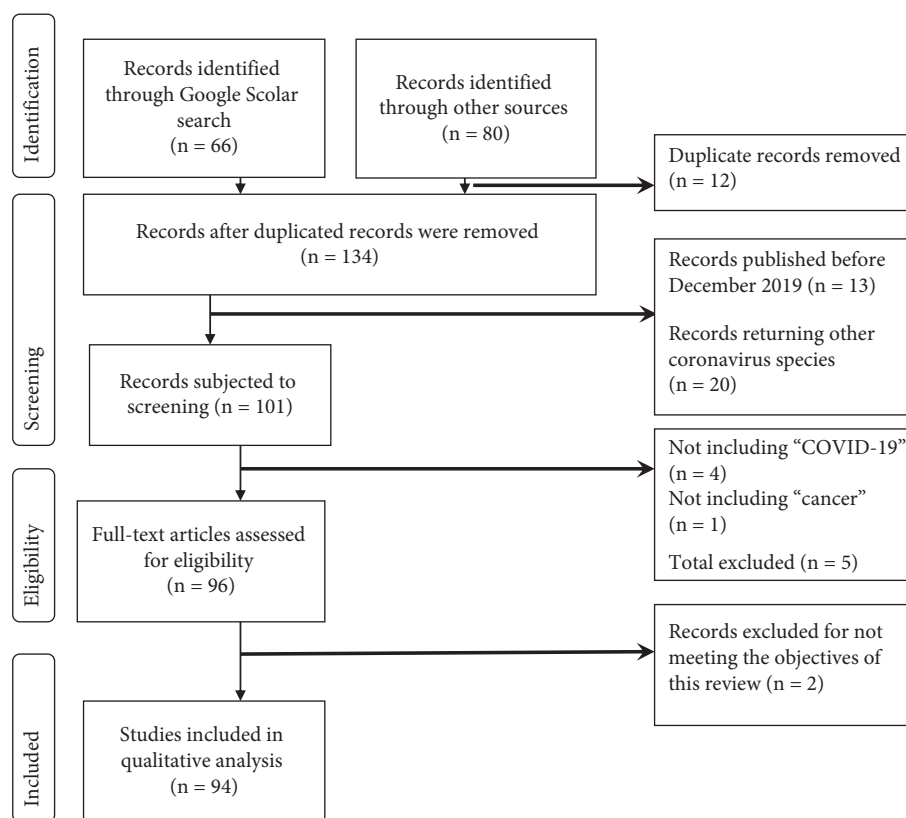 Identification
Records identified
through Google Scolar
search
(n = 66)
Records identified
through other sources
(n = 80)
Duplicate records removed
(n = 12)
Screening
Records after duplicated records were removed
(n = 134)
Records published before
December 2019 (n = 13)
Records returning other
coronavirus species
(n = 20)
Records subjected to
screening (n = 101)
Eligibility
Not including “COVID-19”
(n = 4)
Not including “cancer”
(n = 1)
Total excluded (n = 5)
Full-text articles assessed
for eligibility
(n = 96)
Records excluded for not
meeting the objectives of
this review (n = 2)
Included
Studies included in
qualitative analysis
(n = 94)